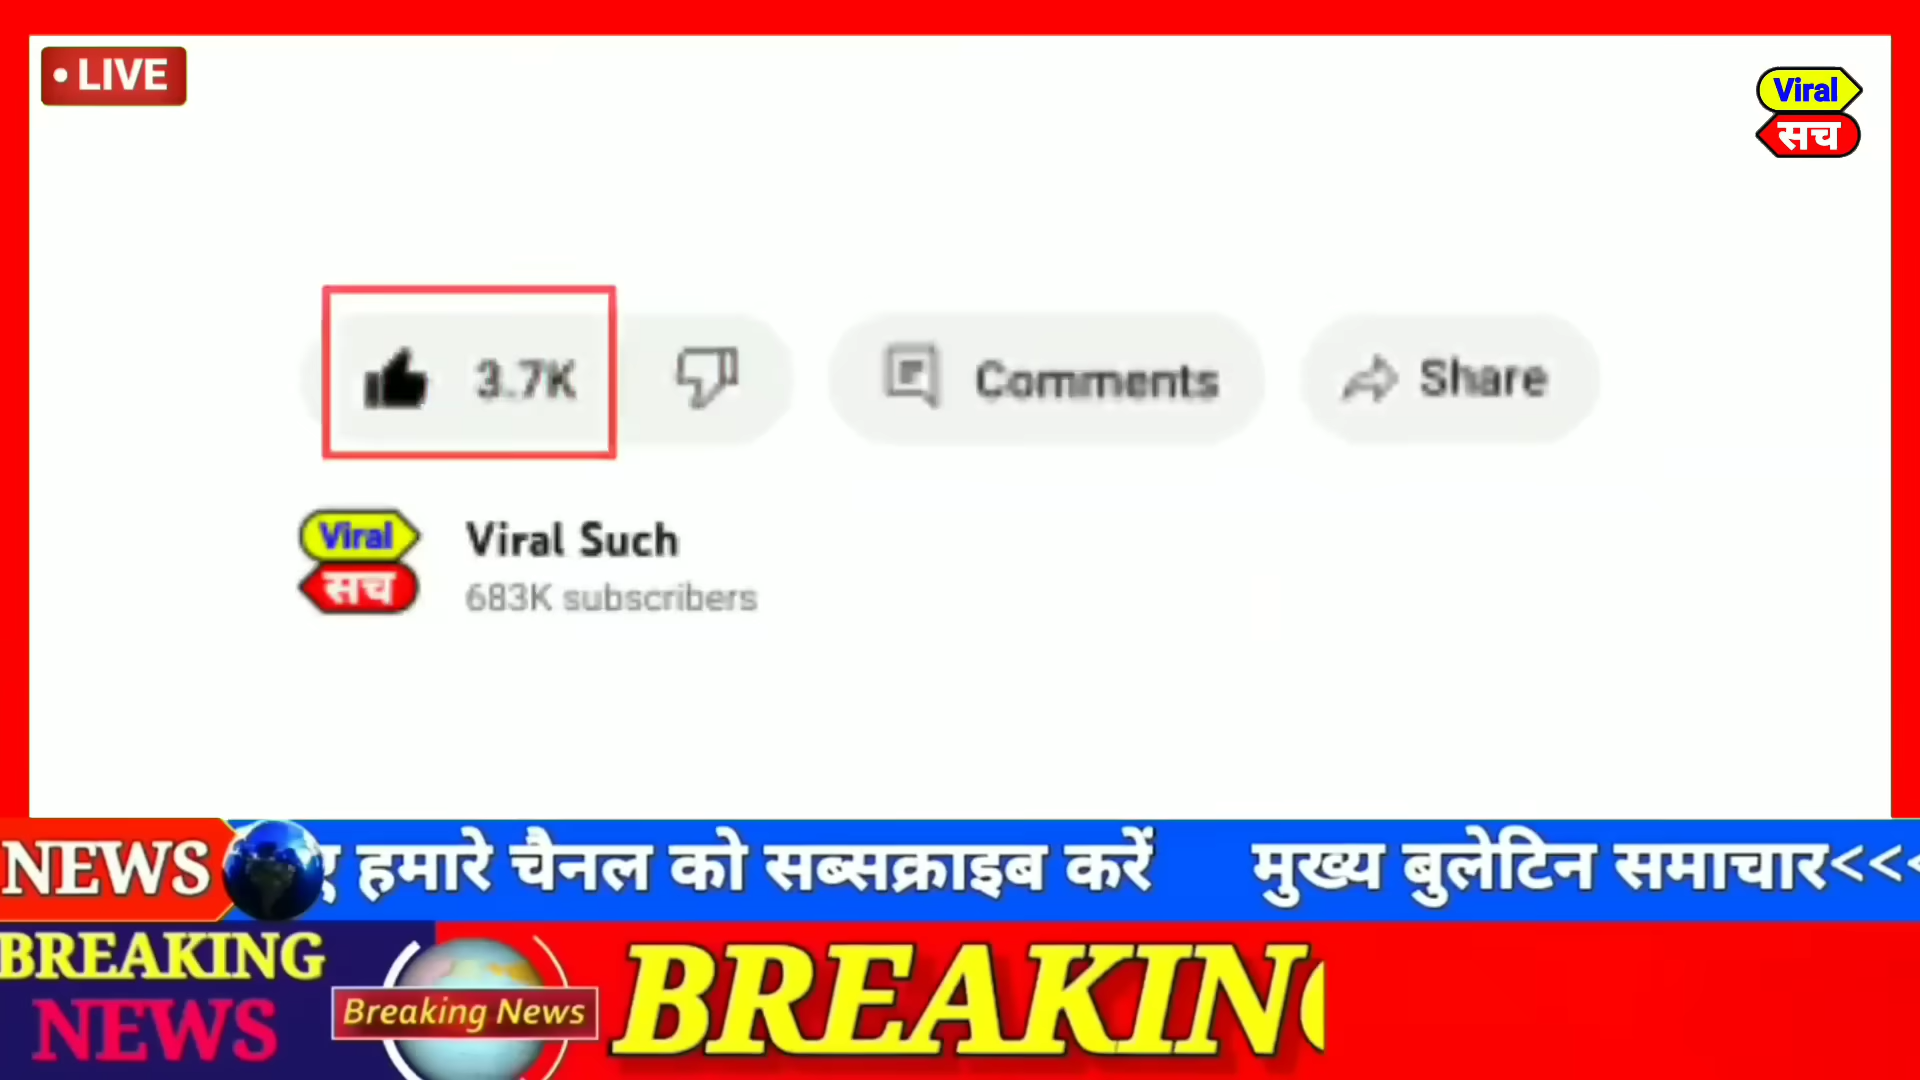 • LIVE
Viral
सच
3.7K
Comments
Share
Viral
सच
Viral Such
683K subscribers
NEWS
हमारे चैनल को सब्सक्राइब करें
मुख्य बुलेटिन समाचार<<<
BREAKING
NEWS
Breaking News
BREAKIN